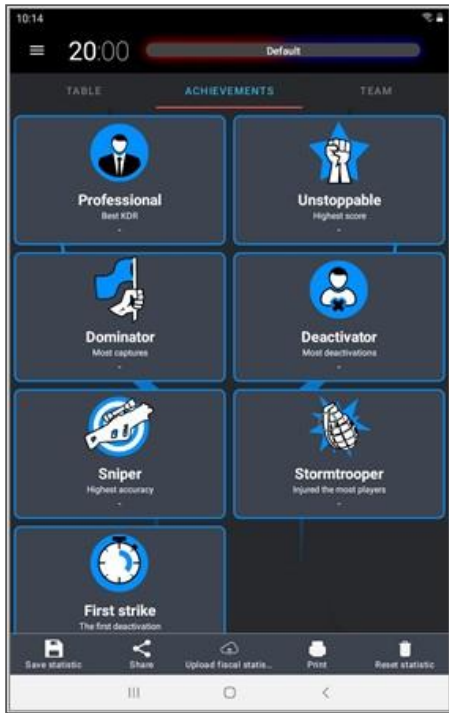 10:14
20:00
Default
TABLE ACHIEVEMENTS TEAM
Professional
Best KDR
-
Unstoppable
Highest score
-
Dominator
Most captures
-
Deactivator
Most deactivations
-
Sniper
Highest accuracy
-
Stormtrooper
Injured the most players
-
First strike
The first deactivation
Save statistic Share Upload fiscal statis... Print Reset statistic